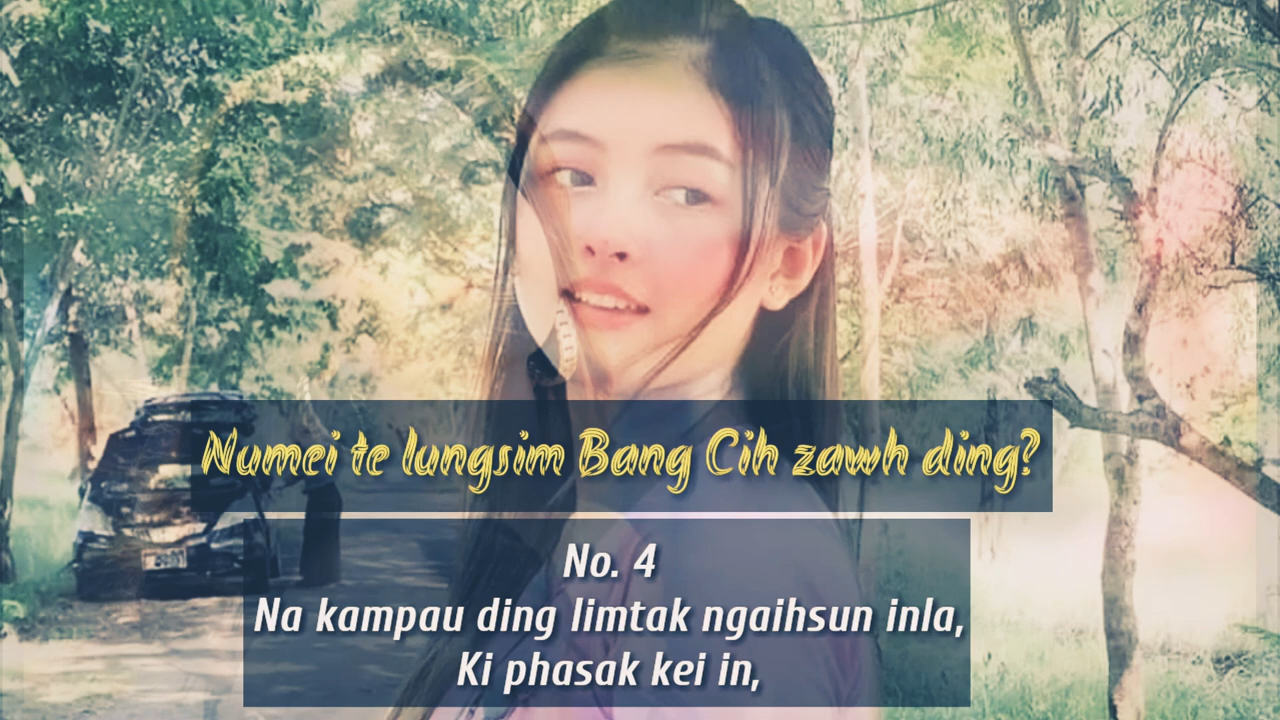 Numei te lungsim Bang Cih zawh ding?
No. 4
Na kampau ding limtak ngaihsun inla,
Ki phasak kei in,